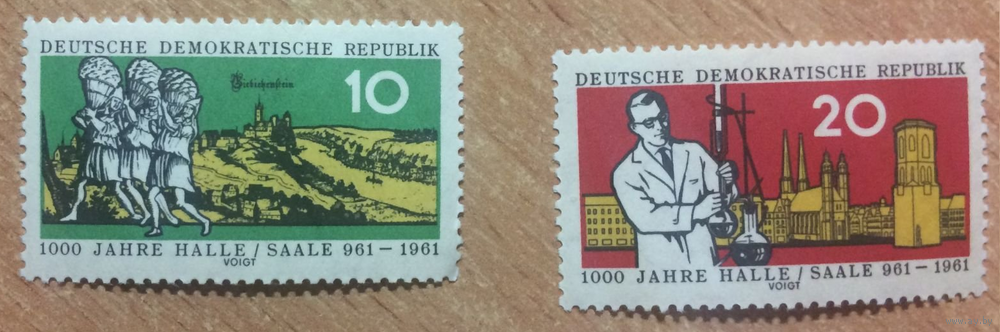 DEUTSCHE DEMOKRATISCHE REPUBLIK
Giebichenstein
10
1000 JAHRE HALLE / SAALE 961 – 1961
VOIGT
DEUTSCHE DEMOKRATISCHE REPUBLIK
20
1000 JAHRE HALLE / SAALE 961 – 1961
VOIGT